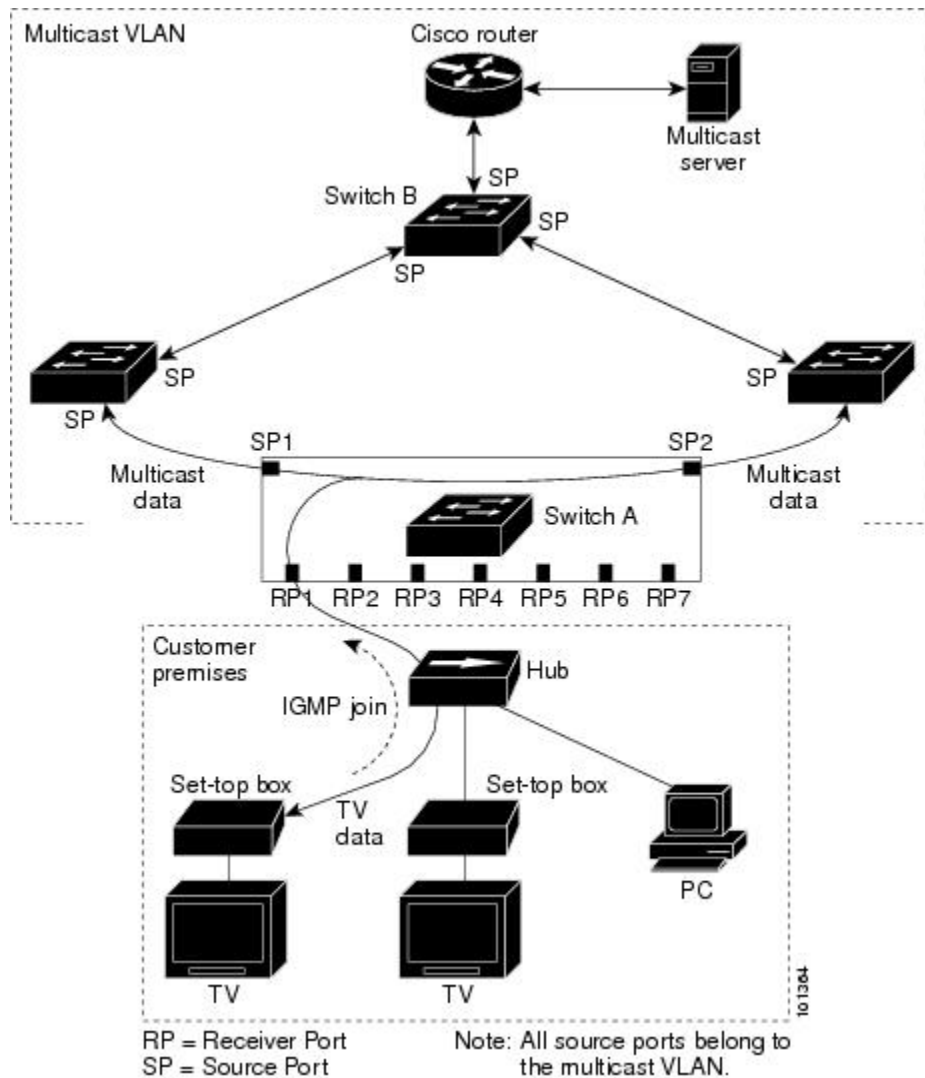 Multicast VLAN
Cisco router
Multicast
server
SP
Switch B
SP
SP
SP
SP
SP
SP1
SP2
Multicast
data
Multicast
data
Switch A
RP1 RP2 RP3 RP4 RP5 RP6 RP7
Customer
premises
Hub
IGMP join
Set-top box
Set-top box
TV
data
PC
TV
TV
101364
RP = Receiver Port
SP = Source Port
Note: All source ports belong to
the multicast VLAN.